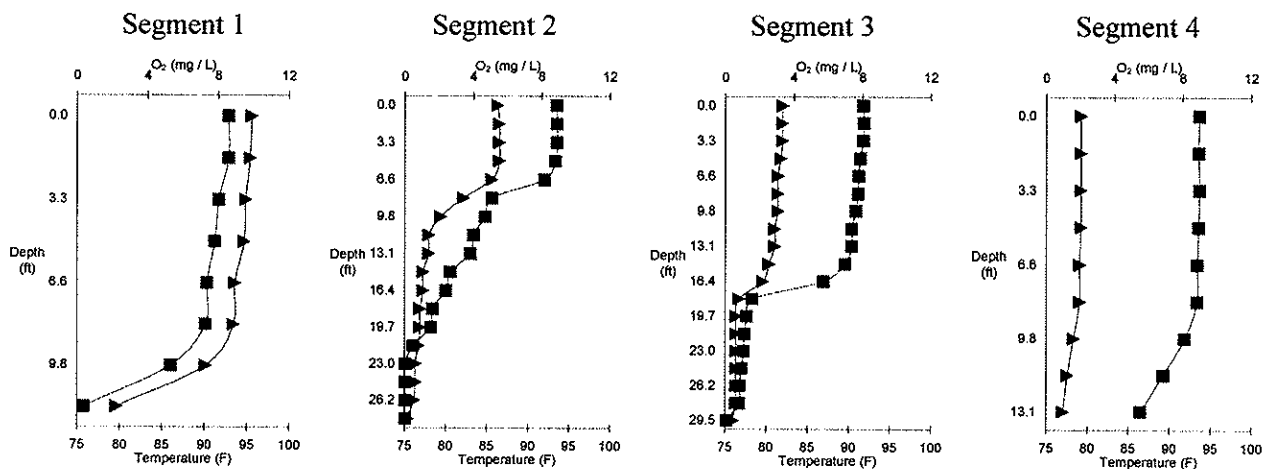 Segment 1
O₂ (mg / L)
0 4 8 12
0.0
3.3
Depth
(ft)
6.6
9.8
75 80 85 90 95 100
Temperature (F)
Segment 2
O₂ (mg / L)
0 4 8 12
0.0
3.3
6.6
9.8
13.1
Depth
(ft)
16.4
19.7
23.0
26.2
75 80 85 90 95 100
Temperature (F)
Segment 3
O₂ (mg / L)
0 4 8 12
0.0
3.3
6.6
9.8
13.1
Depth
(ft)
16.4
19.7
23.0
26.2
29.5
75 80 85 90 95 100
Temperature (F)
Segment 4
O₂ (mg / L)
0 4 8 12
0.0
3.3
Depth
(ft)
6.6
9.8
13.1
75 80 85 90 95 100
Temperature (F)